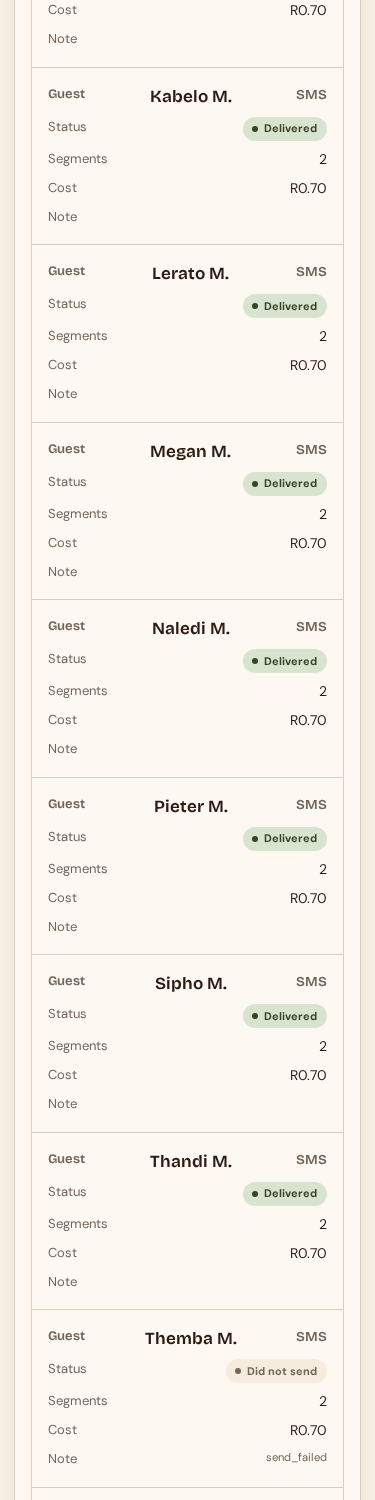 Cost R0.70
Note
Guest Kabelo M. SMS
Status Delivered
Segments 2
Cost R0.70
Note
Guest Lerato M. SMS
Status Delivered
Segments 2
Cost R0.70
Note
Guest Megan M. SMS
Status Delivered
Segments 2
Cost R0.70
Note
Guest Naledi M. SMS
Status Delivered
Segments 2
Cost R0.70
Note
Guest Pieter M. SMS
Status Delivered
Segments 2
Cost R0.70
Note
Guest Sipho M. SMS
Status Delivered
Segments 2
Cost R0.70
Note
Guest Thandi M. SMS
Status Delivered
Segments 2
Cost R0.70
Note
Guest Themba M. SMS
Status Did not send
Segments 2
Cost R0.70
Note send_failed